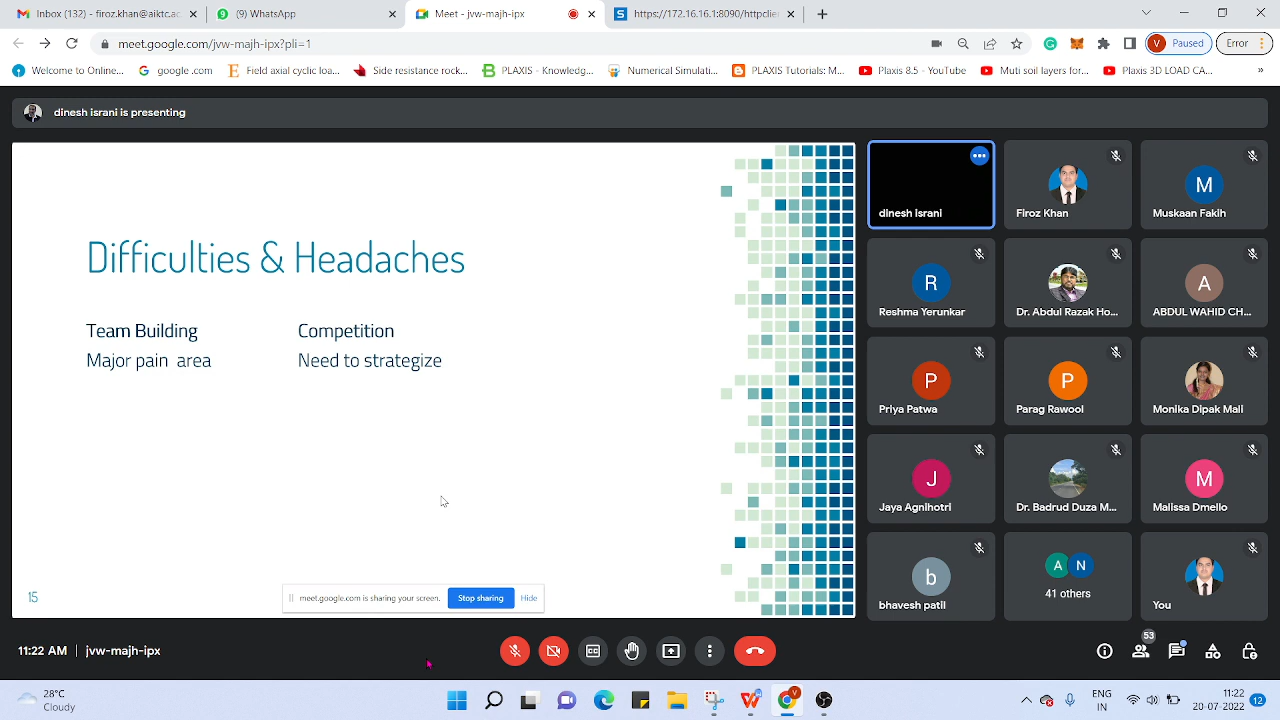 Inbox (132) - firoz.khan@aiktc.ac
(9) WhatsApp
Meet - jvw-majh-ipx
https://172.16.16.1:8090/httpclie
meet.google.com/jvw-majh-ipx?pli=1
V Paused
Error
Welcome to Online...
google .com
Field axle cyclic loa...
Side resistance rock...
PLAXIS - Knowledg...
Numerical Simulati...
PLAXIS Tutorials: M...
Plaxis 8.5 - YouTube
Muti soil layers for...
Plaxis 3D LOAD CA...
dinesh israni is presenting
Difficulties & Headaches
Team Building Competition
Major pain area Need to strategize
15
meet.google.com is sharing your screen. Stop sharing Hide
dinesh israni
Firoz Khan
M
Muskaan Fakih
R
Reshma Yerunkar
Dr. Abdul Razak Ho...
A
ABDUL WAHID CH...
P
Priya Patwa
P
Parag Rawool
Monika Dipak Mali
J
Jaya Agnihotri
Dr. Badrud Duza M...
M
Malissa Dmello
b
bhavesh patil
A N
41 others
You
11:22 AM | jvw-majh-ipx
53
28°C
Cloudy
ENG
IN
11:22
20-07-2022
12